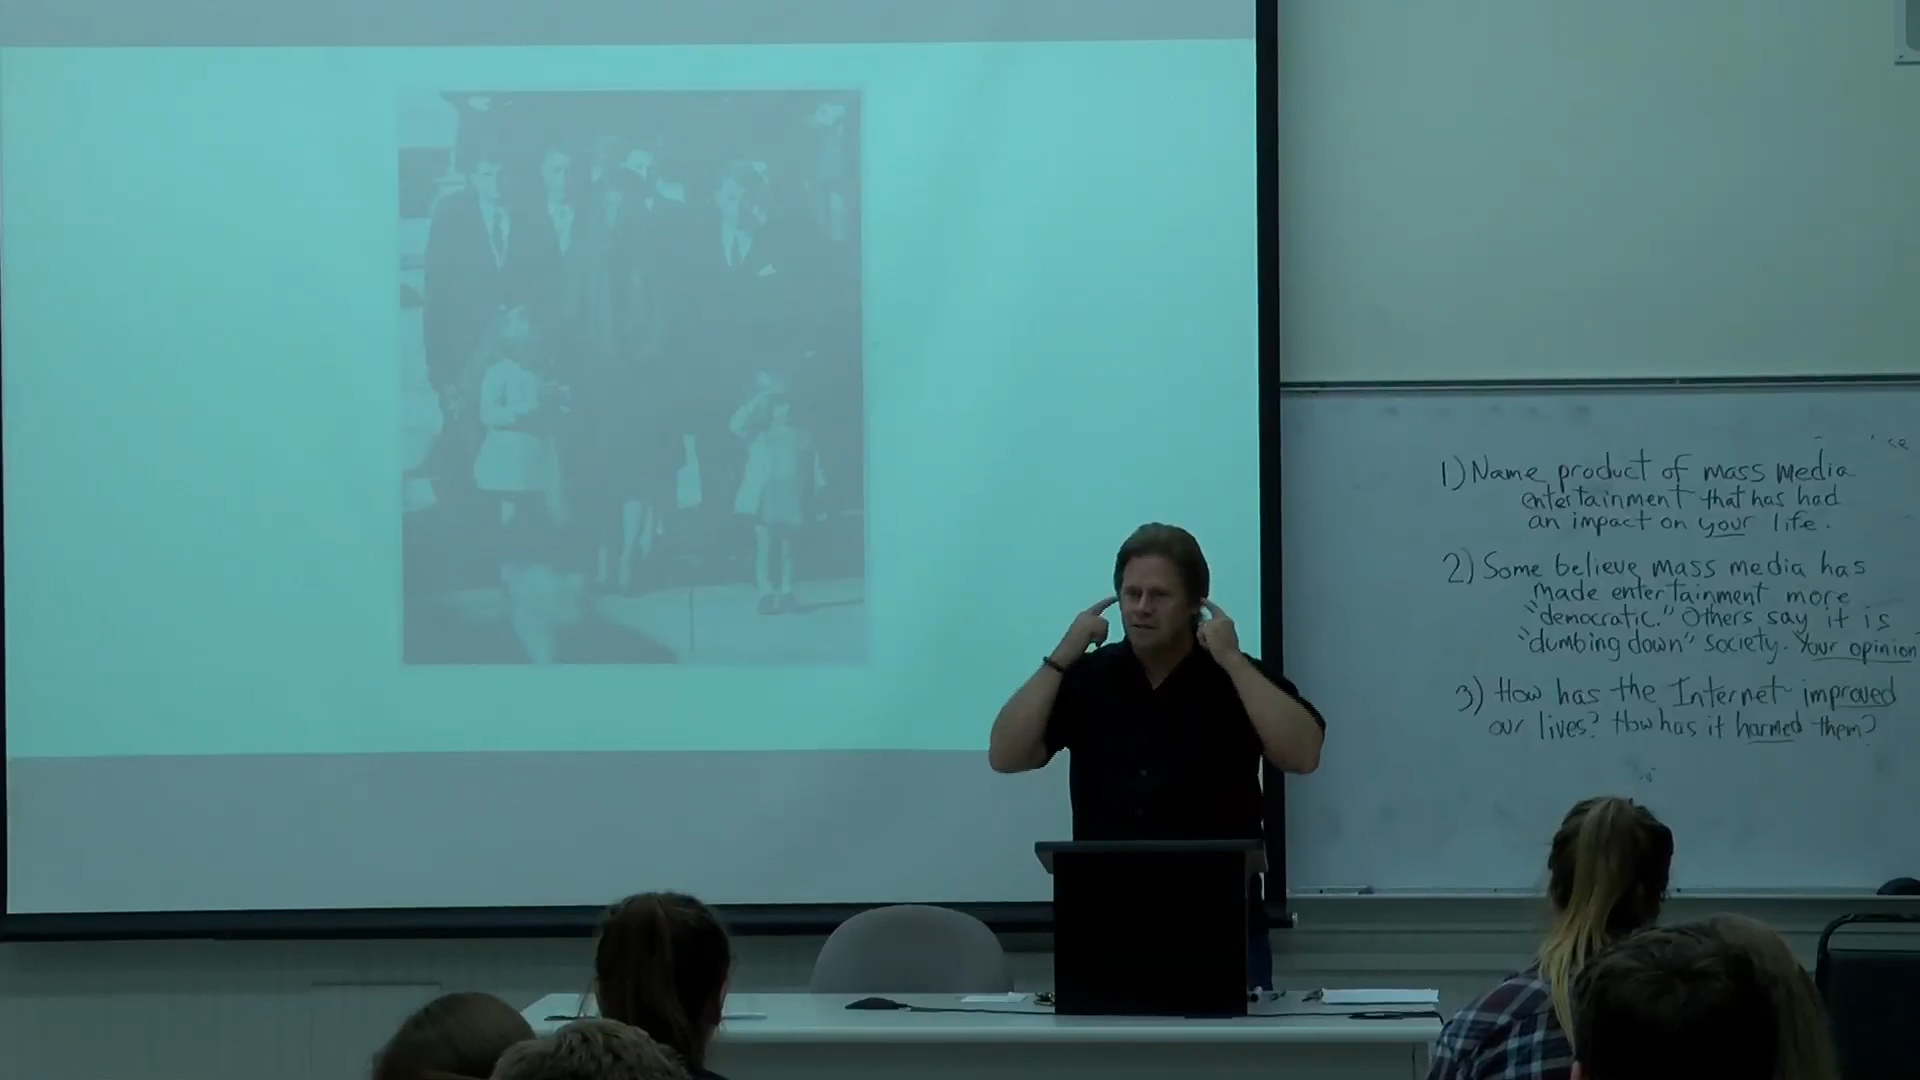 1) Name product of mass media
entertainment that has had
an impact on your life.
2) Some believe mass media has
made entertainment more
"democratic." Others say it is
"dumbing down" society. Your opinion
3) How has the Internet improved
our lives? How has it harmed them?